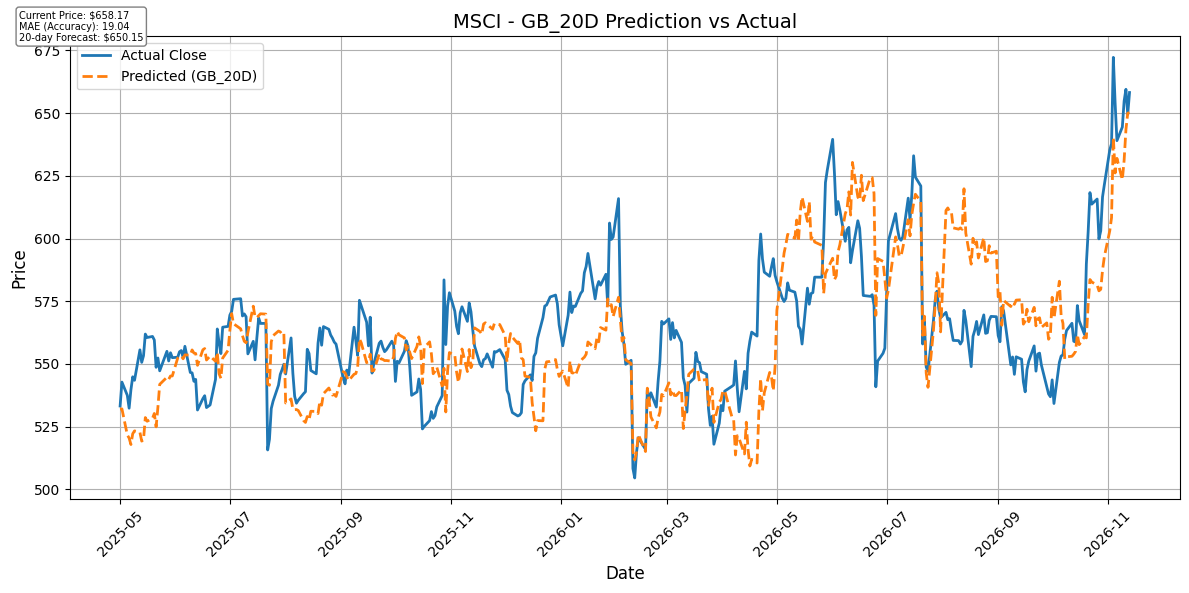 MSCI - GB_20D Prediction vs Actual
Current Price: $658.17
MAE (Accuracy): 19.04
20-day Forecast: $650.15
Actual Close
Predicted (GB_20D)
Price
675
650
625
600
575
550
525
500
2025-05
2025-07
2025-09
2025-11
2026-01
2026-03
2026-05
2026-07
2026-09
2026-11
Date